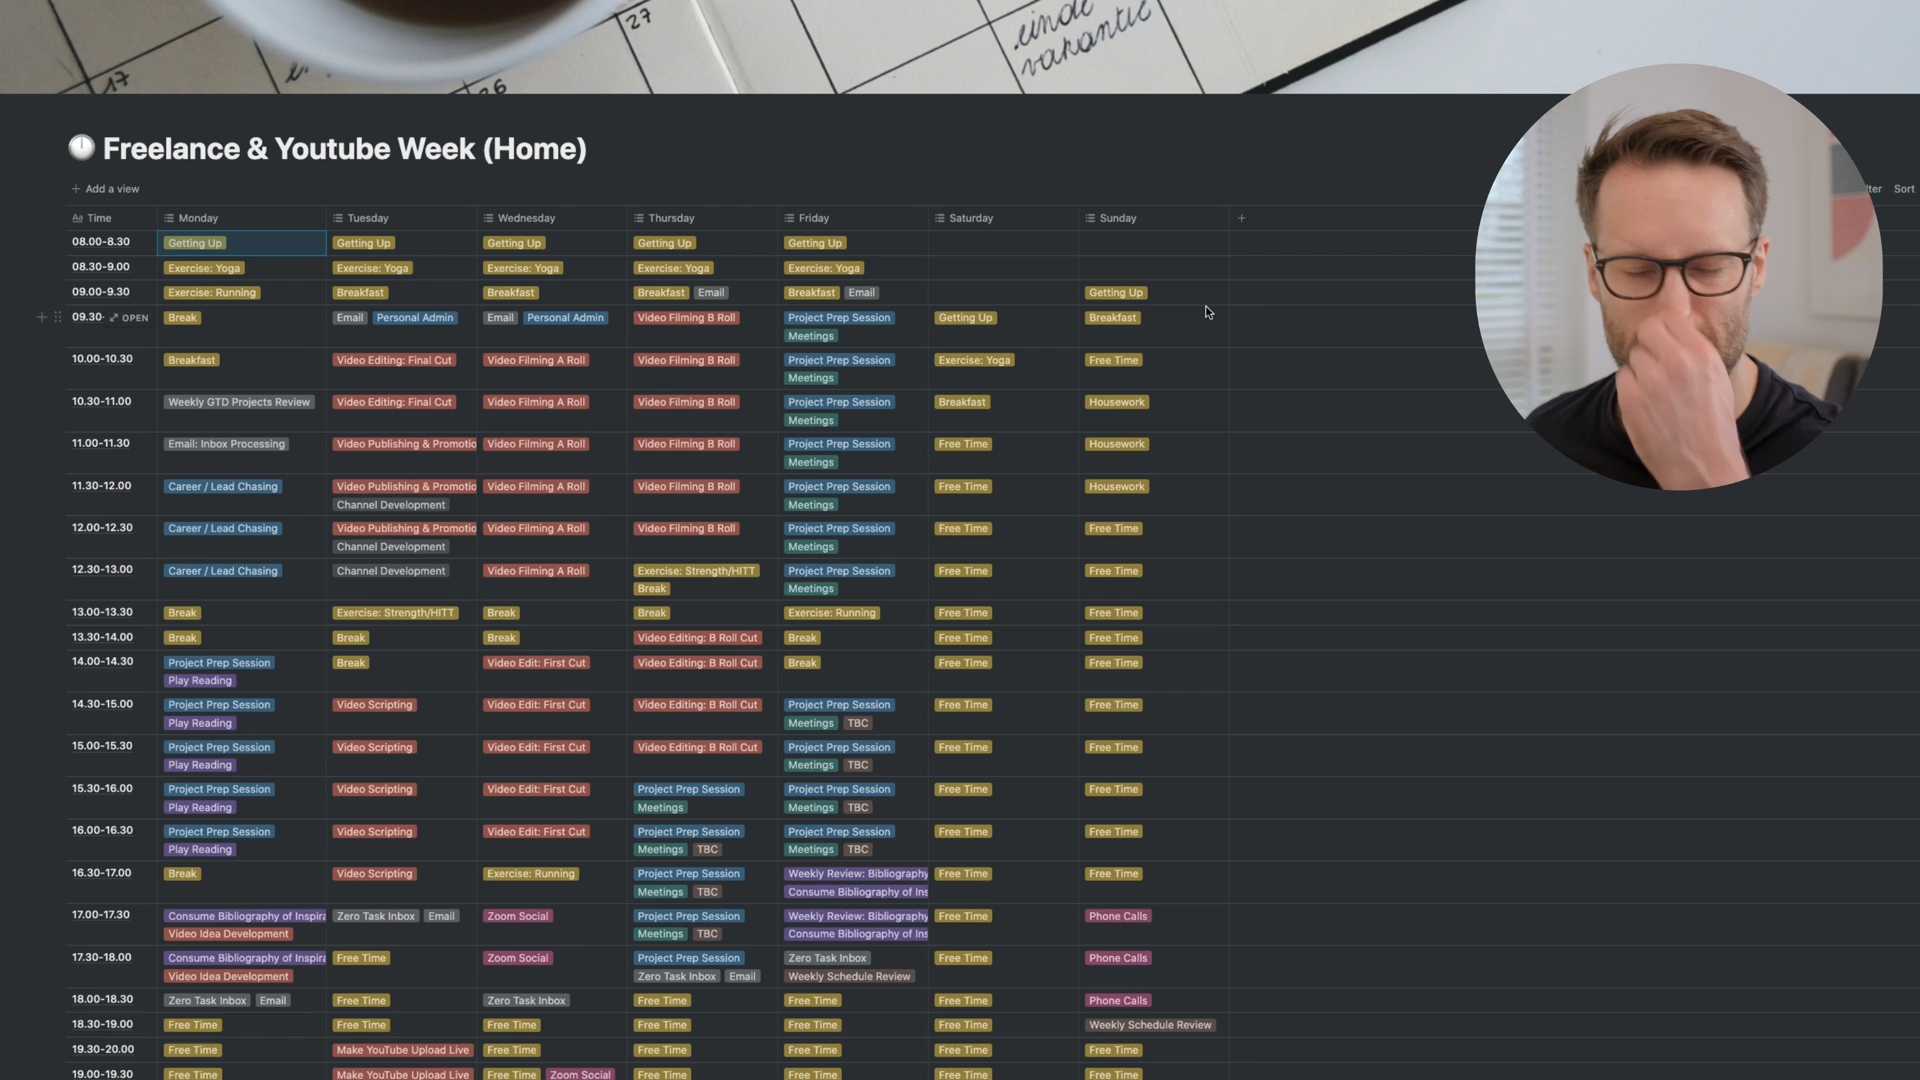 27
17
26
einde
vakantie
Freelance & Youtube Week (Home)
+ Add a view
Sort
Aa Time Monday Tuesday Wednesday Thursday Friday Saturday Sunday +
08.00-8.30 Getting Up Getting Up Getting Up Getting Up Getting Up
08.30-9.00 Exercise: Yoga Exercise: Yoga Exercise: Yoga Exercise: Yoga Exercise: Yoga
09.00-9.30 Exercise: Running Breakfast Breakfast Breakfast Email Breakfast Email Getting Up
09.30- OPEN Break Email Personal Admin Email Personal Admin Video Filming B Roll Project Prep Session Getting Up Breakfast
Meetings
10.00-10.30 Breakfast Video Editing: Final Cut Video Filming A Roll Video Filming B Roll Project Prep Session Exercise: Yoga Free Time
Meetings
10.30-11.00 Weekly GTD Projects Review Video Editing: Final Cut Video Filming A Roll Video Filming B Roll Project Prep Session Breakfast Housework
Meetings
11.00-11.30 Email: Inbox Processing Video Publishing & Promotio Video Filming A Roll Video Filming B Roll Project Prep Session Free Time Housework
Meetings
11.30-12.00 Career / Lead Chasing Video Publishing & Promotio Video Filming A Roll Video Filming B Roll Project Prep Session Free Time Housework
Channel Development Meetings
12.00-12.30 Career / Lead Chasing Video Publishing & Promotio Video Filming A Roll Video Filming B Roll Project Prep Session Free Time Free Time
Channel Development Meetings
12.30-13.00 Career / Lead Chasing Channel Development Video Filming A Roll Exercise: Strength/HITT Project Prep Session Free Time Free Time
Break Meetings
13.00-13.30 Break Exercise: Strength/HITT Break Break Exercise: Running Free Time Free Time
13.30-14.00 Break Break Break Video Editing: B Roll Cut Break Free Time Free Time
14.00-14.30 Project Prep Session Break Video Edit: First Cut Video Editing: B Roll Cut Break Free Time Free Time
Play Reading
14.30-15.00 Project Prep Session Video Scripting Video Edit: First Cut Video Editing: B Roll Cut Project Prep Session Free Time Free Time
Play Reading Meetings TBC
15.00-15.30 Project Prep Session Video Scripting Video Edit: First Cut Video Editing: B Roll Cut Project Prep Session Free Time Free Time
Play Reading Meetings TBC
15.30-16.00 Project Prep Session Video Scripting Video Edit: First Cut Project Prep Session Project Prep Session Free Time Free Time
Play Reading Meetings Meetings TBC
16.00-16.30 Project Prep Session Video Scripting Video Edit: First Cut Project Prep Session Project Prep Session Free Time Free Time
Play Reading Meetings TBC Meetings TBC
16.30-17.00 Break Video Scripting Exercise: Running Project Prep Session Weekly Review: Bibliography Free Time Free Time
Meetings TBC Consume Bibliography of Ins
17.00-17.30 Consume Bibliography of Inspira Zero Task Inbox Email Zoom Social Project Prep Session Weekly Review: Bibliography Free Time Phone Calls
Video Idea Development Meetings TBC Consume Bibliography of Ins
17.30-18.00 Consume Bibliography of Inspira Free Time Zoom Social Project Prep Session Zero Task Inbox Free Time Phone Calls
Video Idea Development Zero Task Inbox Email Weekly Schedule Review
18.00-18.30 Zero Task Inbox Email Free Time Zero Task Inbox Free Time Free Time Free Time Phone Calls
18.30-19.00 Free Time Free Time Free Time Free Time Free Time Free Time Weekly Schedule Review
19.30-20.00 Free Time Make YouTube Upload Live Free Time Free Time Free Time Free Time Free Time
19.00-19.30 Free Time Make YouTube Upload Live Free Time Zoom Social Free Time Free Time Free Time Free Time